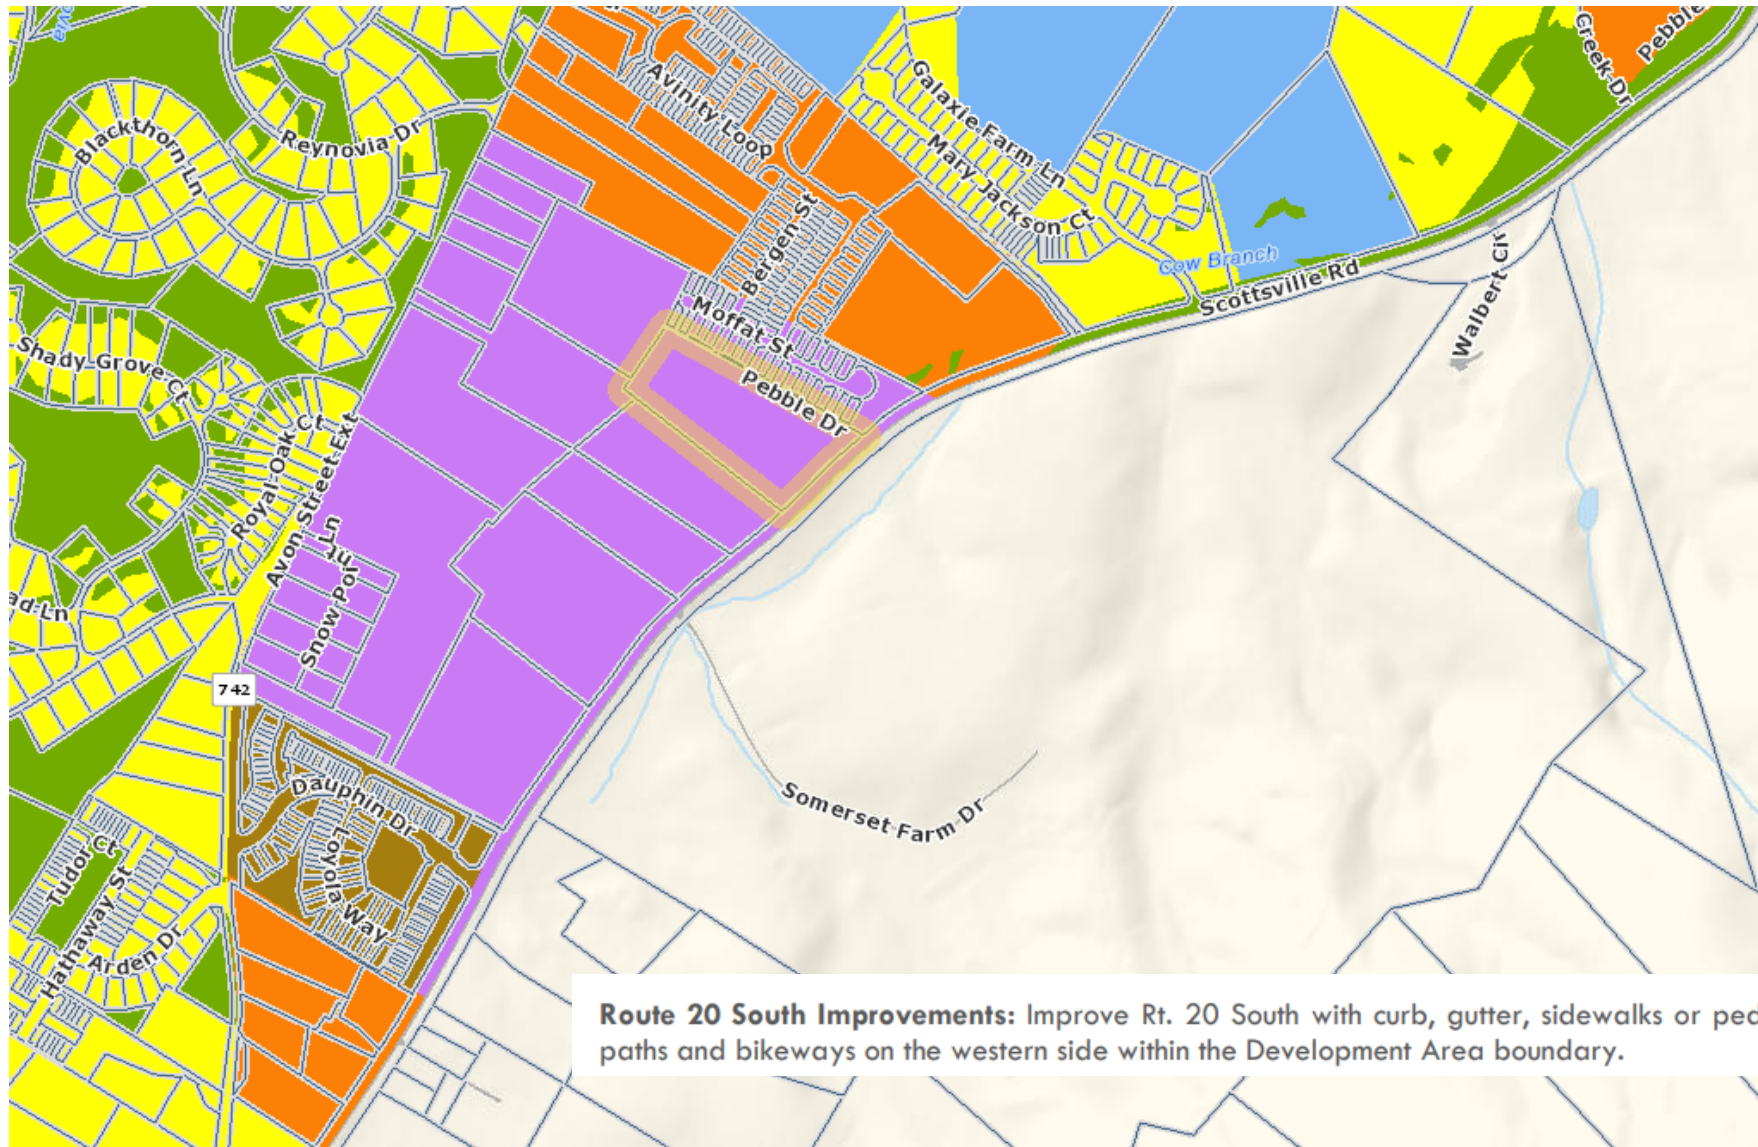 Creek Dr
Pebble
Galaxie Farm Ln
Avinity Loop
Reynovia Dr
Blackthorn Ln
Mary Jackson Ct
Bergen St
Cow Branch
Scottsville Rd
Walbert Cir
Moffat St
Shady Grove Ct
Pebble Dr
Royal Oak Ct
Avon Street Ext
Snow Point Ln
ad Ln
742
Dauphin Dr
Loyola Way
Somerset Farm Dr
Tudor Ct
Hathaway St
Arden Dr
Route 20 South Improvements: Improve Rt. 20 South with curb, gutter, sidewalks or ped
paths and bikeways on the western side within the Development Area boundary.